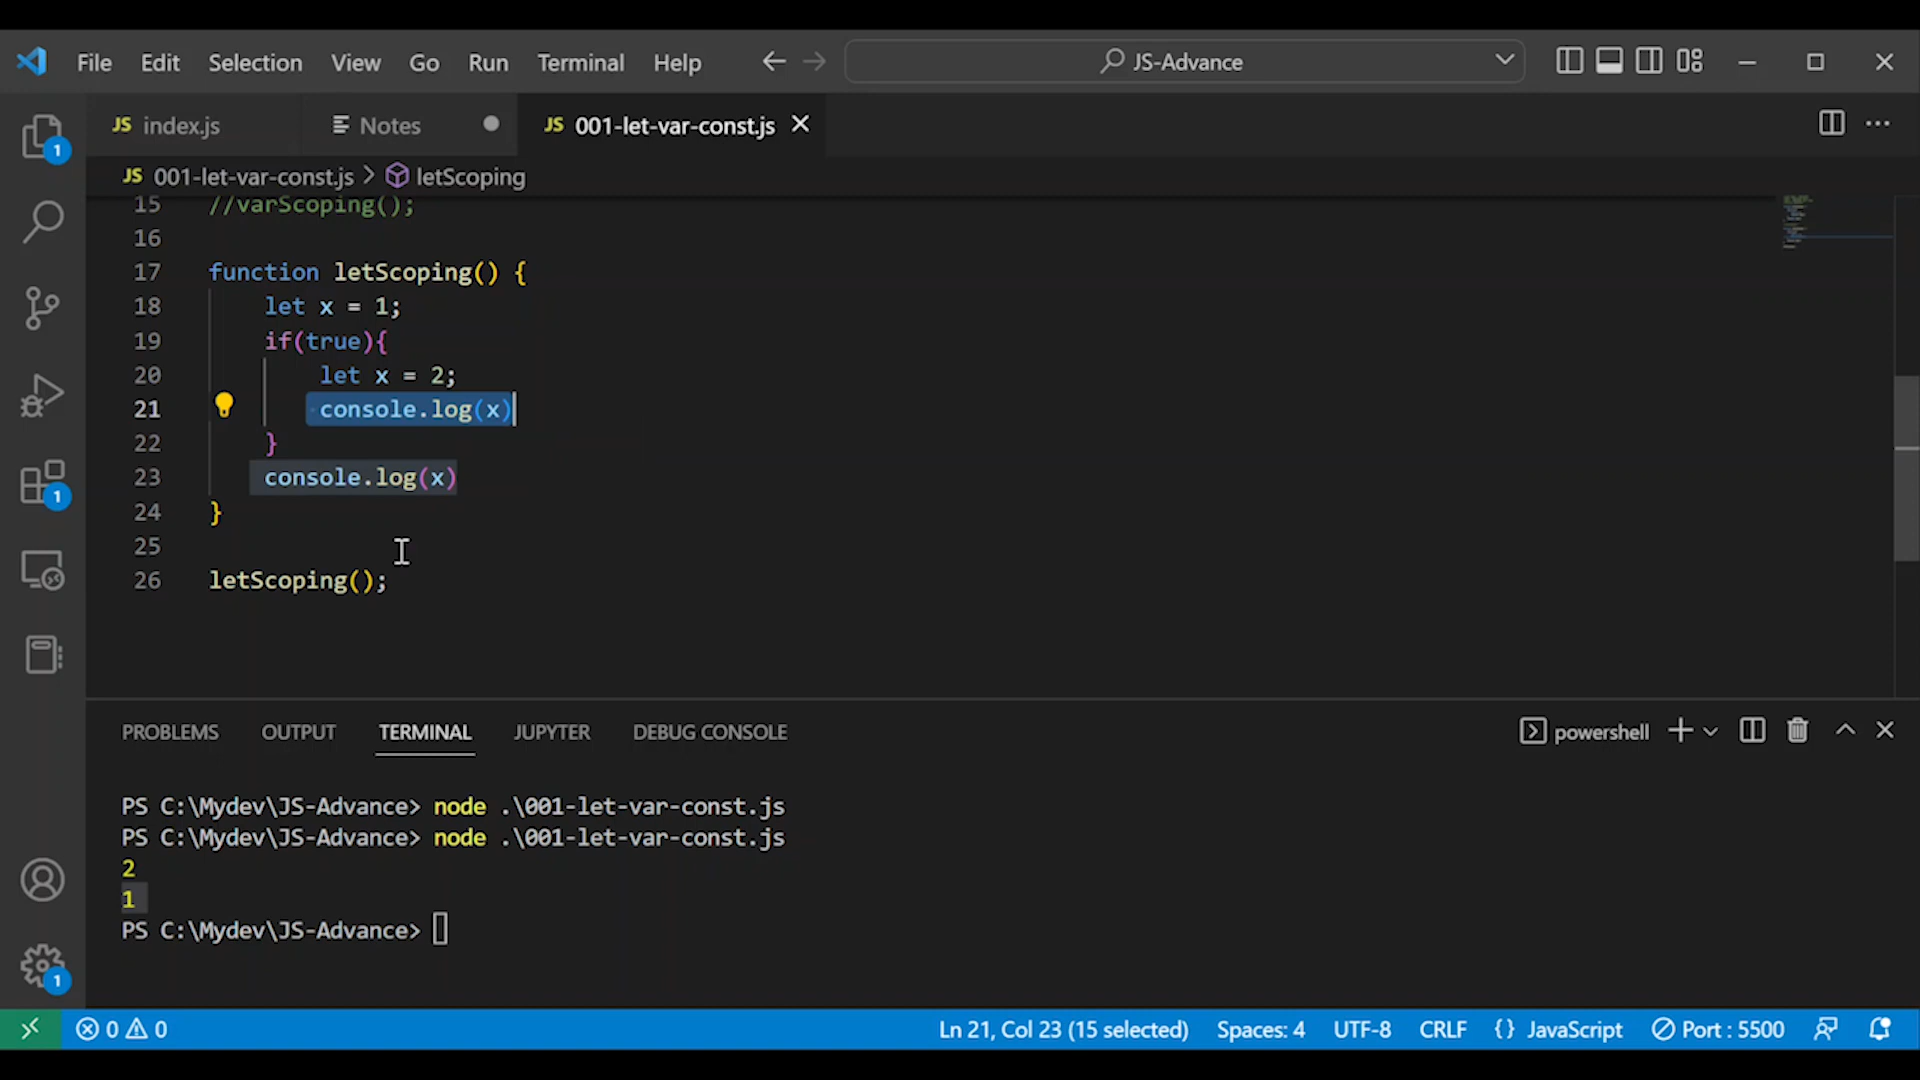 File Edit Selection View Go Run Terminal Help JS-Advance
JS index.js Notes JS 001-let-var-const.js
JS 001-let-var-const.js > letScoping
15 //varScoping();
16
17 function letScoping() {
18 let x = 1;
19 if(true){
20 let x = 2;
21 console.log(x)
22 }
23 console.log(x)
24 }
25
26 letScoping();
1
1
1
PROBLEMS OUTPUT TERMINAL JUPYTER DEBUG CONSOLE powershell
PS C:\Mydev\JS-Advance> node .\001-let-var-const.js
PS C:\Mydev\JS-Advance> node .\001-let-var-const.js
2
1
PS C:\Mydev\JS-Advance>
0 0 Ln 21, Col 23 (15 selected) Spaces: 4 UTF-8 CRLF {} JavaScript Port : 5500